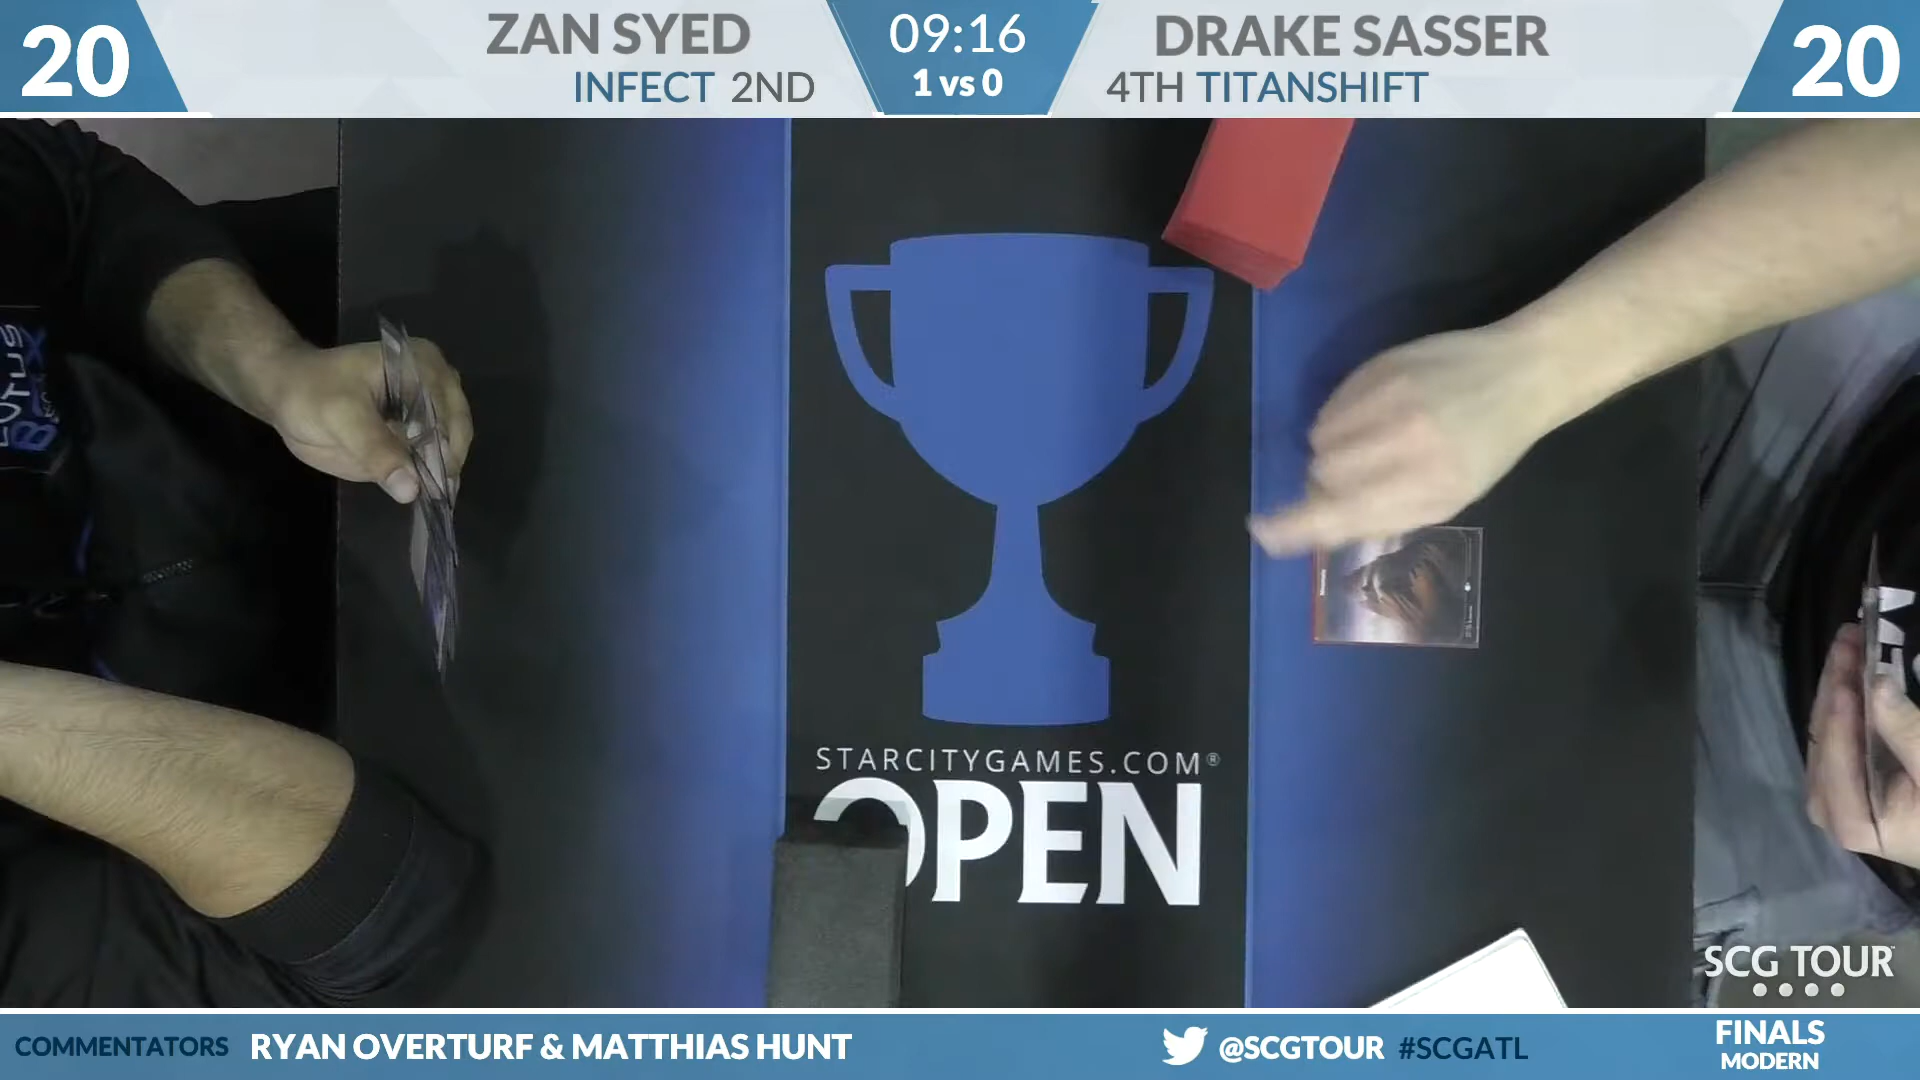 20
ZAN SYED
INFECT 2ND
09:16
1 vs 0
DRAKE SASSER
4TH TITANSHIFT
20
STARCITYGAMES.COM®
OPEN
SCG TOUR
COMMENTATORS RYAN OVERTURF & MATTHIAS HUNT
@SCGTOUR #SCGATL
FINALS
MODERN